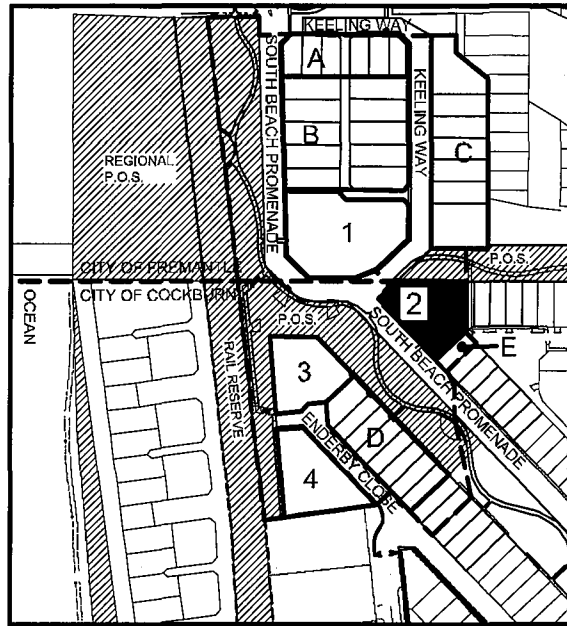 KEELING WAY
A
SOUTH BEACH PROMENADE
KEELING WAY
B
C
REGIONAL
P.O.S.
1
P.O.S.
CITY OF FREMANTLE
CITY OF COCKBURN
OCEAN
2
P.O.S.
E
SOUTH BEACH PROMENADE
RAIL RESERVE
3
D
ENDERBY CLOSE
4